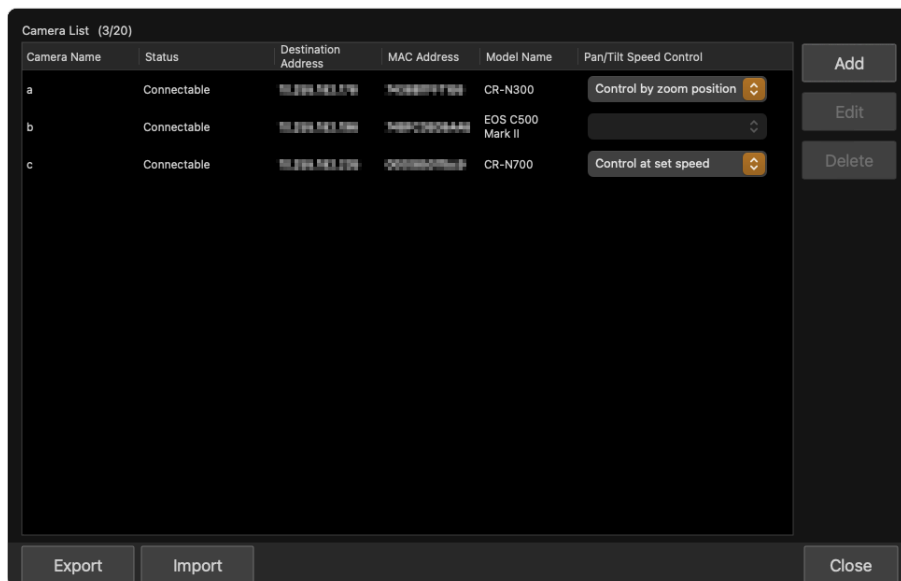 Camera List (3/20)
Camera Name Status Destination Address MAC Address Model Name Pan/Tilt Speed Control
a Connectable CR-N300 Control by zoom position
b Connectable EOS C500 Mark II
c Connectable CR-N700 Control at set speed
Add
Edit
Delete
Export Import Close